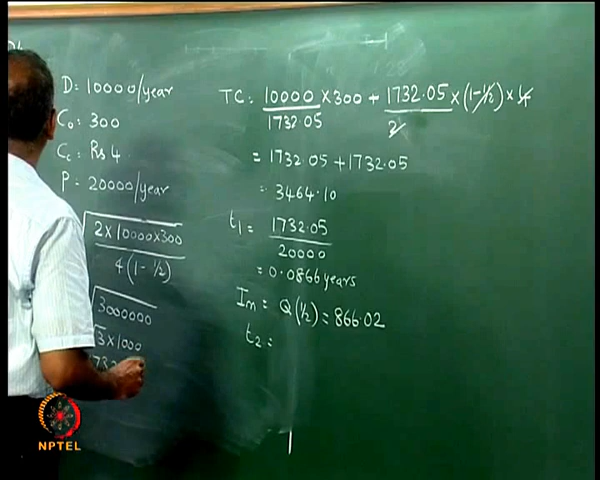 D = 10000/year
C₀ = 300
Cc = Rs 4
P = 20000/year
√(2 × 10000 × 300 / 4(1 - 1/2))
√3000000
√3 × 1000
TC = 10000/1732.05 × 300 + 1732.05/2 × (1 - 1/2) × 4
= 1732.05 + 1732.05
= 3464.10
t₁ = 1732.05/20000
= 0.0866 years
Im = Q(1/2) = 866.02
t₂ =
NPTEL